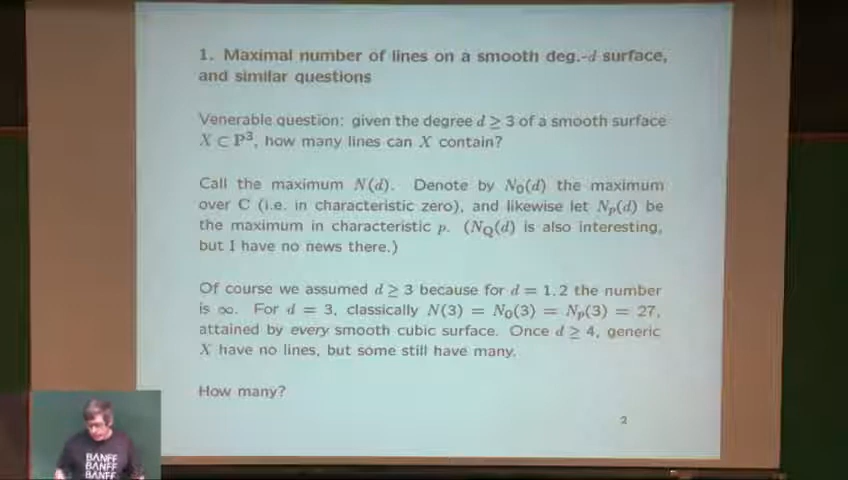 1. Maximal number of lines on a smooth deg.-d surface,
and similar questions
Venerable question: given the degree d ≥ 3 of a smooth surface
X ⊂ P³, how many lines can X contain?
Call the maximum N(d). Denote by N₀(d) the maximum
over C (i.e. in characteristic zero), and likewise let Nₚ(d) be
the maximum in characteristic p. (N_Q(d) is also interesting,
but I have no news there.)
Of course we assumed d ≥ 3 because for d = 1, 2 the number
is ∞. For d = 3, classically N(3) = N₀(3) = Nₚ(3) = 27,
attained by every smooth cubic surface. Once d ≥ 4, generic
X have no lines, but some still have many.
How many?
2
BANFF
BANFF
BANFF